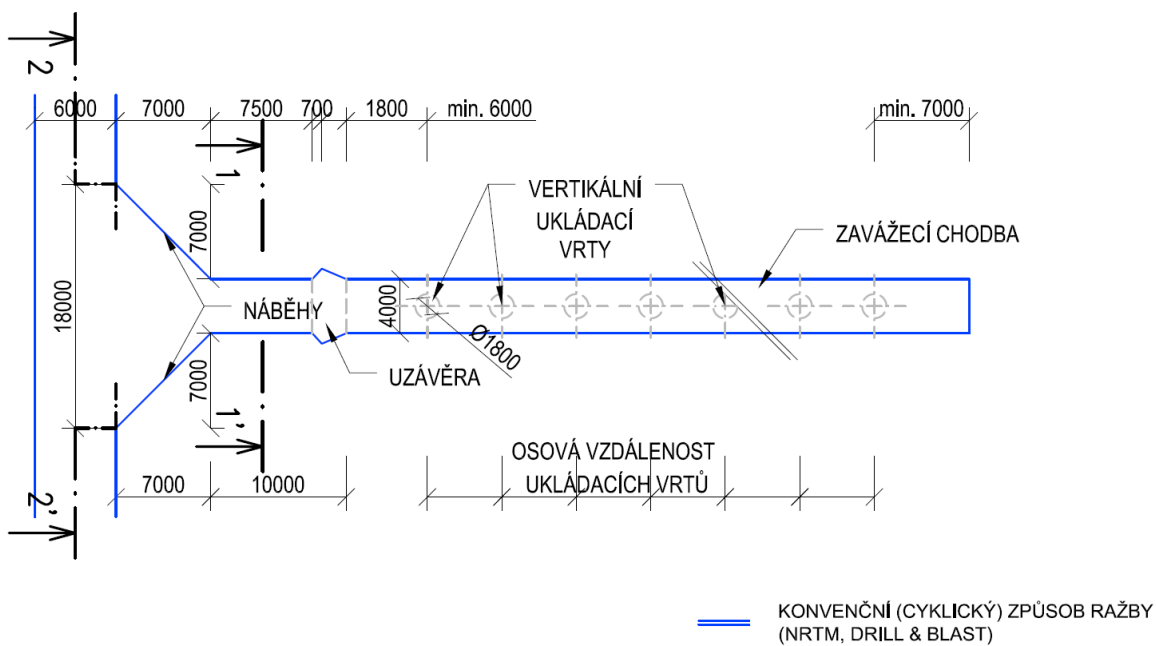 2
6000
7000
7500
700
1800
min. 6000
min. 7000
1
VERTIKÁLNÍ
UKLÁDACÍ
VRTY
ZAVÁŽECÍ CHODBA
7000
18000
NÁBĚHY
4000
Ø1800
UZÁVĚRA
7000
1'
OSOVÁ VZDÁLENOST
UKLÁDACÍCH VRTŮ
7000
10000
2'
KONVENČNÍ (CYKLICKÝ) ZPŮSOB RAŽBY
(NRTM, DRILL & BLAST)